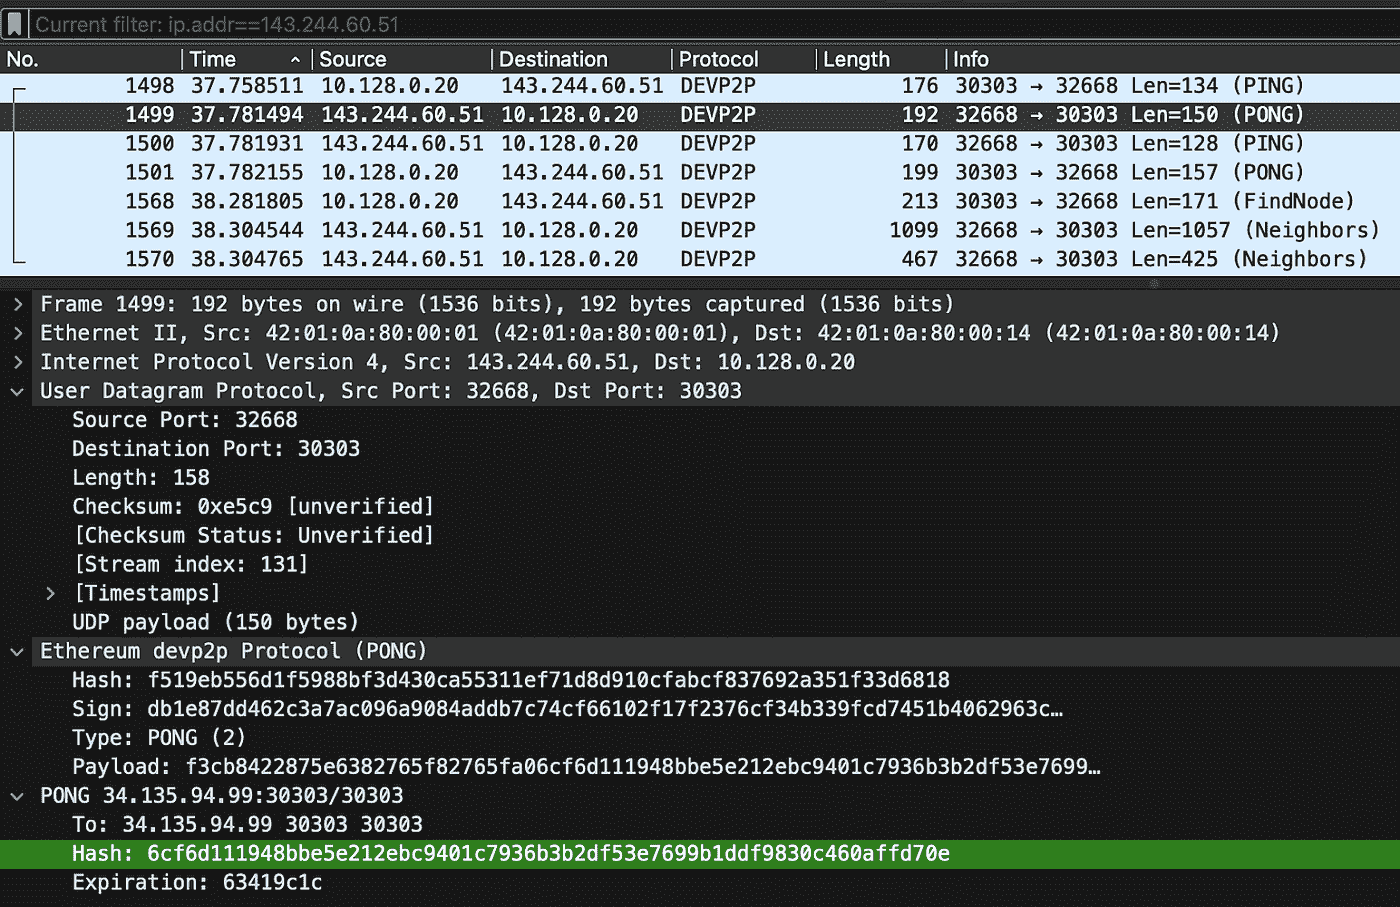 Current filter: ip.addr==143.244.60.51
No. Time Source Destination Protocol Length Info
1498 37.758511 10.128.0.20 143.244.60.51 DEVP2P 176 30303 → 32668 Len=134 (PING)
1499 37.781494 143.244.60.51 10.128.0.20 DEVP2P 192 32668 → 30303 Len=150 (PONG)
1500 37.781931 143.244.60.51 10.128.0.20 DEVP2P 170 32668 → 30303 Len=128 (PING)
1501 37.782155 10.128.0.20 143.244.60.51 DEVP2P 199 30303 → 32668 Len=157 (PONG)
1568 38.281805 10.128.0.20 143.244.60.51 DEVP2P 213 30303 → 32668 Len=171 (FindNode)
1569 38.304544 143.244.60.51 10.128.0.20 DEVP2P 1099 32668 → 30303 Len=1057 (Neighbors)
1570 38.304765 143.244.60.51 10.128.0.20 DEVP2P 467 32668 → 30303 Len=425 (Neighbors)
Frame 1499: 192 bytes on wire (1536 bits), 192 bytes captured (1536 bits)
Ethernet II, Src: 42:01:0a:80:00:01 (42:01:0a:80:00:01), Dst: 42:01:0a:80:00:14 (42:01:0a:80:00:14)
Internet Protocol Version 4, Src: 143.244.60.51, Dst: 10.128.0.20
User Datagram Protocol, Src Port: 32668, Dst Port: 30303
Source Port: 32668
Destination Port: 30303
Length: 158
Checksum: 0xe5c9 [unverified]
[Checksum Status: Unverified]
[Stream index: 131]
[Timestamps]
UDP payload (150 bytes)
Ethereum devp2p Protocol (PONG)
Hash: f519eb556d1f5988bf3d430ca55311ef71d8d910cfabcf837692a351f33d6818
Sign: db1e87dd462c3a7ac096a9084addb7c74cf66102f17f2376cf34b339fcd7451b4062963c…
Type: PONG (2)
Payload: f3cb8422875e6382765f82765fa06cf6d111948bbe5e212ebc9401c7936b3b2df53e7699…
PONG 34.135.94.99:30303/30303
To: 34.135.94.99 30303 30303
Hash: 6cf6d111948bbe5e212ebc9401c7936b3b2df53e7699b1ddf9830c460affd70e
Expiration: 63419c1c